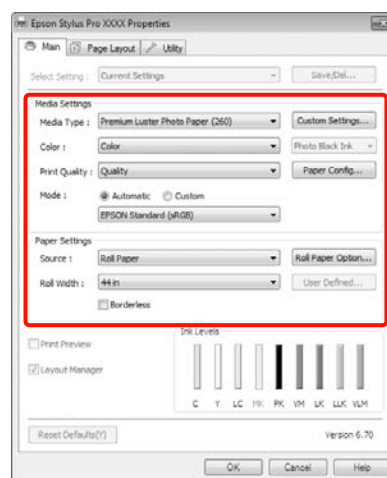 Epson Stylus Pro XXXX Properties
Main Page Layout Utility
Select Setting : Current Settings Save/Del...
Media Settings
Media Type : Premium Luster Photo Paper (260) Custom Settings...
Color : Color Photo Black Ink
Print Quality : Quality Paper Config...
Mode : Automatic Custom
EPSON Standard (sRGB)
Paper Settings
Source : Roll Paper Roll Paper Option...
Roll Width : 44 in User Defined...
Borderless
Print Preview
Layout Manager
Ink Levels
C Y LC MK PK VM LK LLK VLM
Reset Defaults(Y) Version 6.70
OK Cancel Help